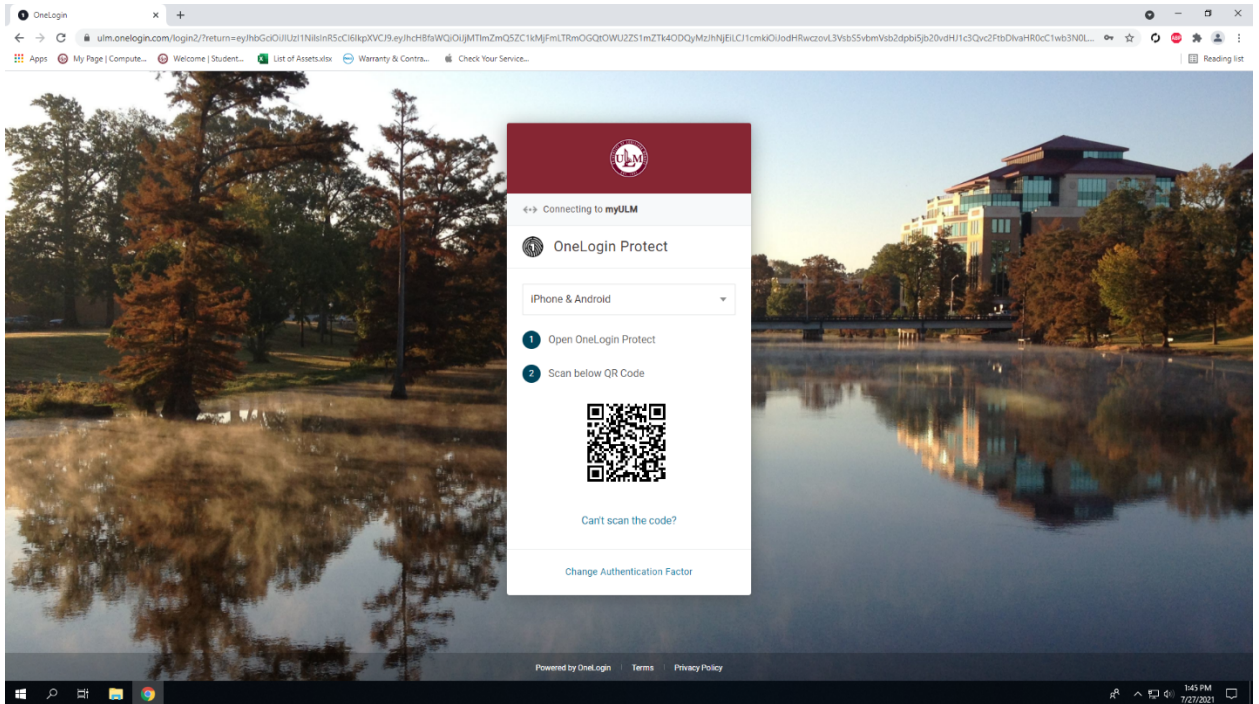 OneLogin
ulm.onelogin.com/login2/?return=
Apps My Page | Compute... Welcome | Student... List of Assets.xlsx Warranty & Contra... Check Your Service... Reading list
ULM
Connecting to myULM
OneLogin Protect
iPhone & Android
1 Open OneLogin Protect
2 Scan below QR Code
Can't scan the code?
Change Authentication Factor
Powered by OneLogin Terms Privacy Policy
1:45 PM
7/27/2021